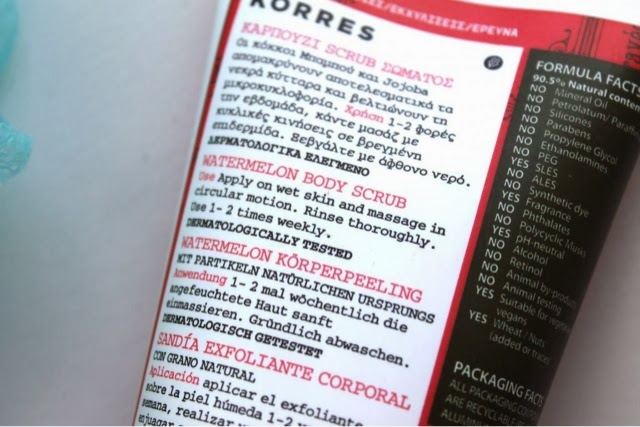 ΕΚΧΥΛΙΣΕΙΣ/ΕΡΕΥΝΑ
KORRES
ΚΑΡΠΟΥΖΙ SCRUB ΣΩΜΑΤΟΣ
Οι κόκκοι Μπαμπού και Jojoba
απομακρύνουν αποτελεσματικά τα
νεκρά κύτταρα και βελτιώνουν τη
μικροκυκλοφορία. Χρήση 1-2 φορές
την εβδομάδα, κάντε μασάζ με
κυκλικές κινήσεις σε βρεγμένη
επιδερμίδα. Ξεβγάλτε με άφθονο νερό.
ΔΕΡΜΑΤΟΛΟΓΙΚΑ ΕΛΕΓΜΕΝΟ
WATERMELON BODY SCRUB
Use Apply on wet skin and massage in
circular motion. Rinse thoroughly.
Use 1-2 times weekly.
DERMATOLOGICALLY TESTED
WATERMELON KÖRPERPEELING
MIT PARTIKELN NATÜRLICHEN URSPRUNGS
Anwendung 1-2 mal wöchentlich die
angefeuchtete Haut sanft
einmassieren. Gründlich abwaschen.
DERMATOLOGISCH GETESTET
SANDÍA EXFOLIANTE CORPORAL
CON GRANO NATURAL
Aplicación aplicar el exfoliante
sobre la piel húmeda 1-2
semana, realizar
enjuagar
FORMULA FACTS
90.5% Natural
NO Mineral Oil
NO Petrolatum/
NO Silicones
NO Parabens
NO Propylene Glycol
NO Ethanolamines
NO PEG
YES SLES
NO ALES
NO Synthetic dye
YES Fragrance
NO Phthalates
NO Polycyclic Musks
YES pH-neutral
NO Alcohol
NO Retinol
NO Animal by-products
NO Animal testing
YES Suitable for
vegans
YES Wheat / Nuts
(added or traces)
PACKAGING FACTS
ALL PACKAGING
ARE RECYCLABLE